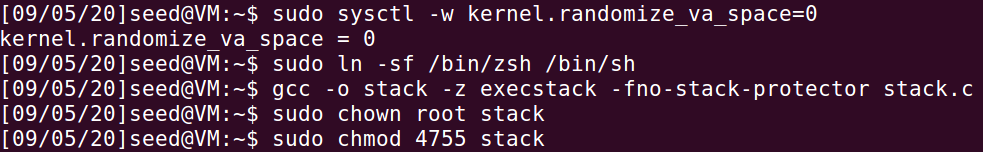 [09/05/20]seed@VM:~$ sudo sysctl -w kernel.randomize_va_space=0
kernel.randomize_va_space = 0
[09/05/20]seed@VM:~$ sudo ln -sf /bin/zsh /bin/sh
[09/05/20]seed@VM:~$ gcc -o stack -z execstack -fno-stack-protector stack.c
[09/05/20]seed@VM:~$ sudo chown root stack
[09/05/20]seed@VM:~$ sudo chmod 4755 stack